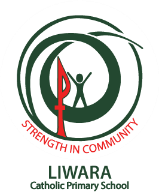 STRENGTH IN COMMUNITY
LIWARA
Catholic Primary School